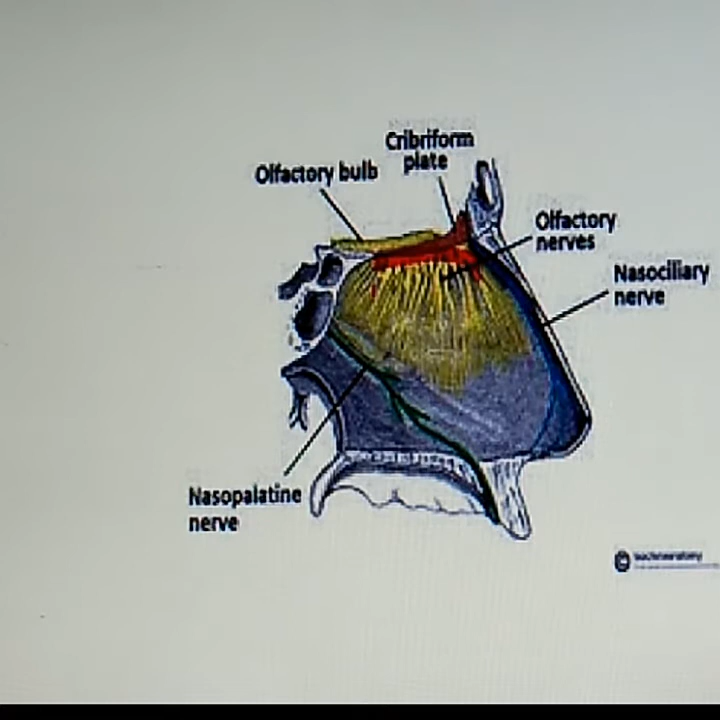 Cribriform
plate
Olfactory bulb
Olfactory
nerves
Nasociliary
nerve
Nasopalatine
nerve
©